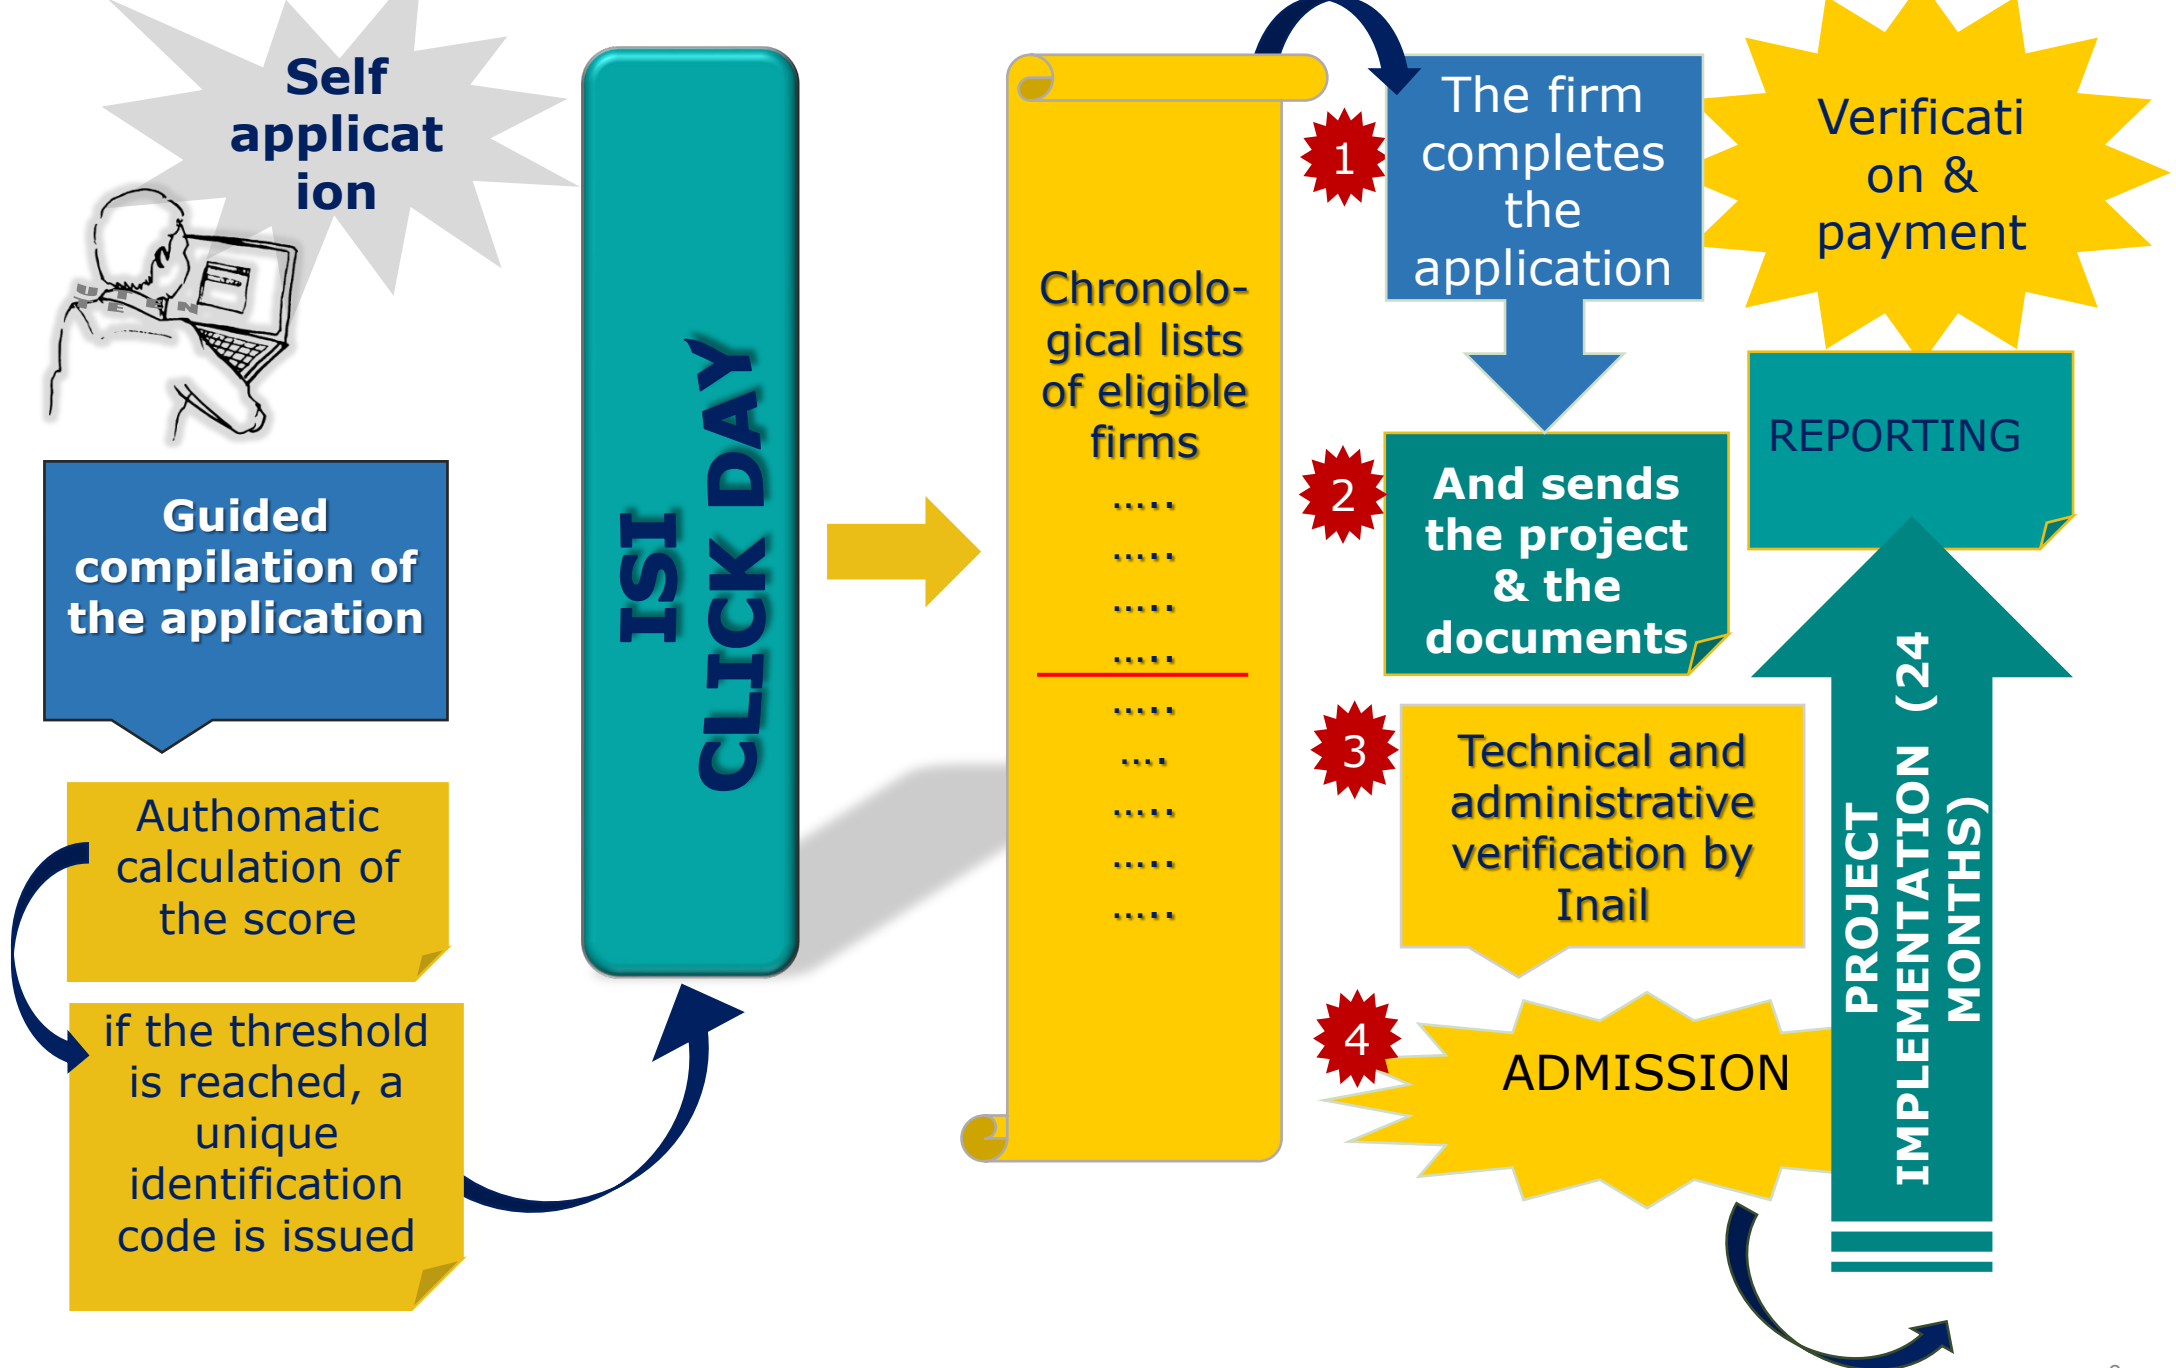 Self
applicat
ion
U T E N
T E
Guided
compilation of
the application
Authomatic
calculation of
the score
if the threshold
is reached, a
unique
identification
code is issued
ISI
CLICK DAY
Chronolo-
gical lists
of eligible
firms
.....
.....
.....
.....
.....
....
.....
.....
.....
1
The firm
completes
the
application
2
And sends
the project
& the
documents
3
Technical and
administrative
verification by
Inail
4
ADMISSION
PROJECT
IMPLEMENTATION (24
MONTHS)
REPORTING
Verificati
on &
payment